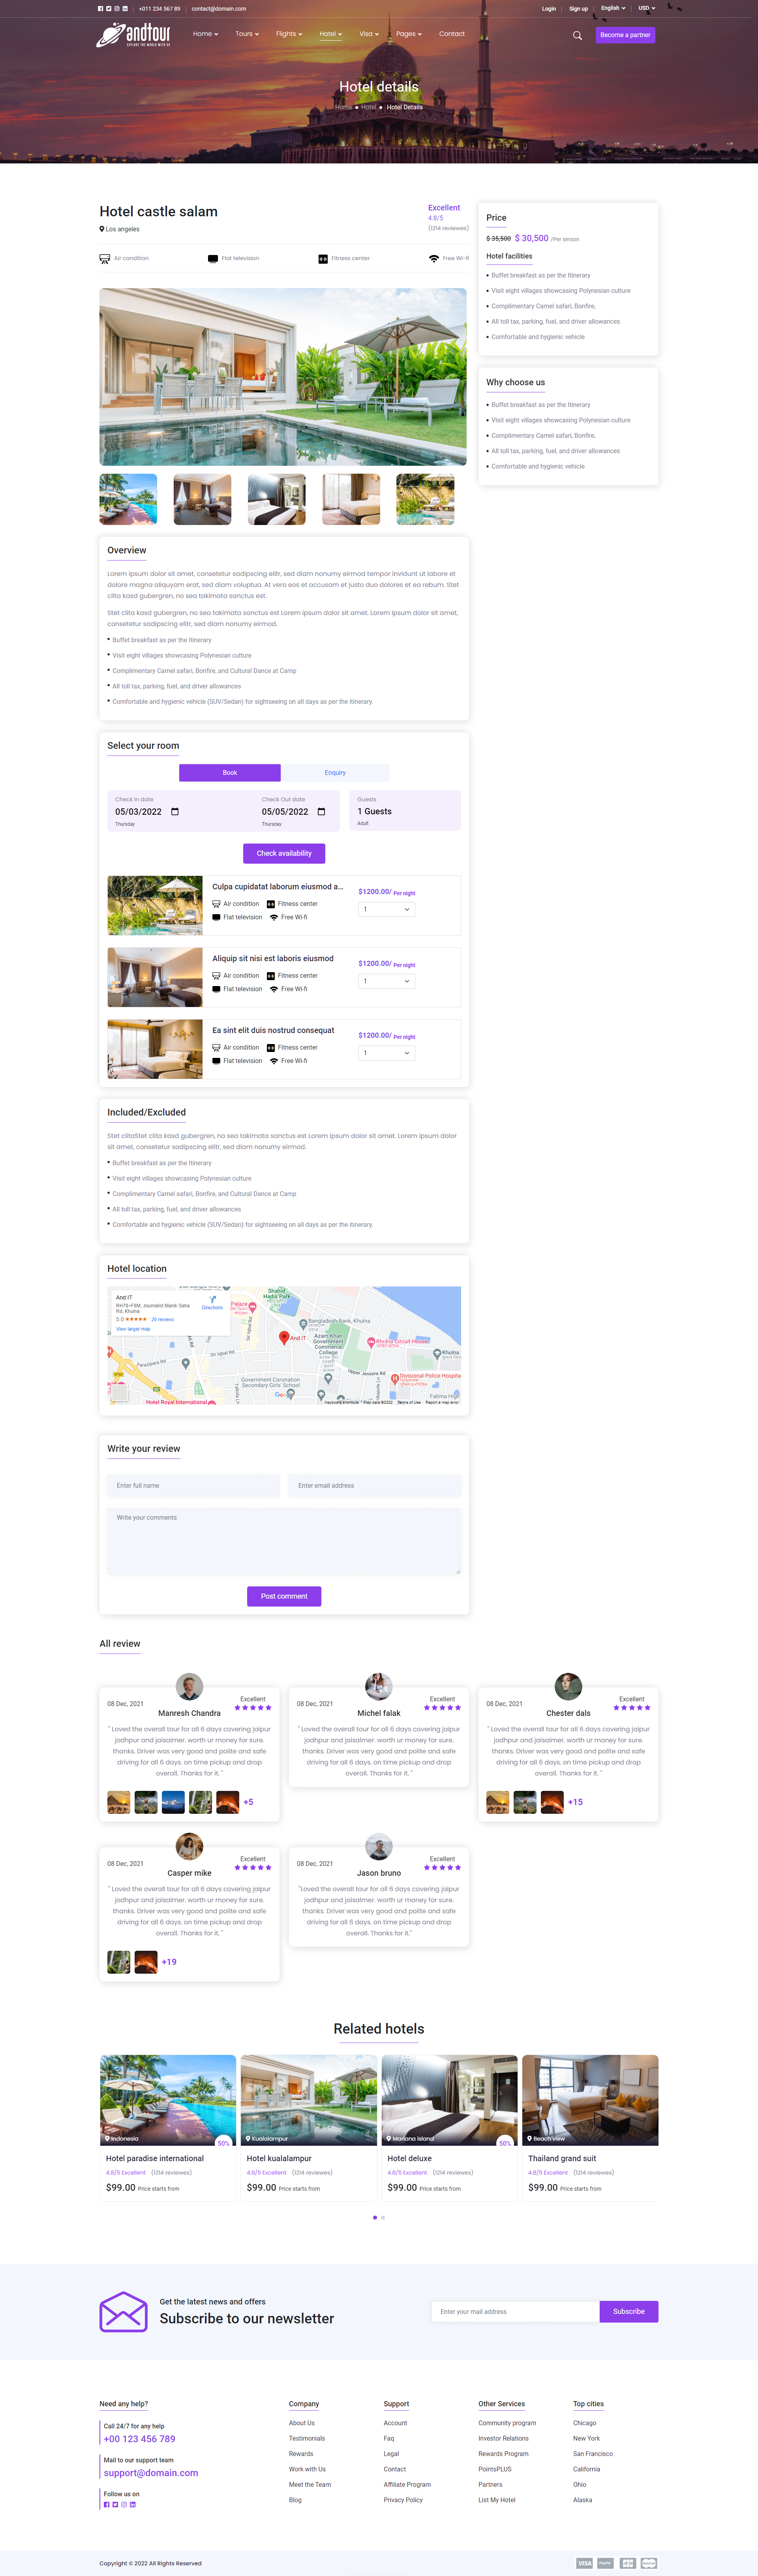 +011 234 567 89
contact@domain.com
Login
Sign up
English
USD
andtour
EXPLORE THE WORLD WITH US
Home
Tours
Flights
Hotel
Visa
Pages
Contact
Become a partner
Hotel details
Home
Hotel
Hotel Details
Hotel castle salam
Los angeles
Excellent
4.8/5
(1214 reviewes)
Air condition
Flat television
Fitness center
Free Wi-fi
Overview
Lorem ipsum dolor sit amet, consetetur sadipscing elitr, sed diam nonumy eirmod tempor invidunt ut labore et
dolore magna aliquyam erat, sed diam voluptua. At vero eos et accusam et justo duo dolores et ea rebum. Stet
clita kasd gubergren, no sea takimata sanctus est.
Stet clita kasd gubergren, no sea takimata sanctus est Lorem ipsum dolor sit amet. Lorem ipsum dolor sit amet,
consetetur sadipscing elitr, sed diam nonumy eirmod.
Buffet breakfast as per the Itinerary
Visit eight villages showcasing Polynesian culture
Complimentary Camel safari, Bonfire, and Cultural Dance at Camp
All toll tax, parking, fuel, and driver allowances
Comfortable and hygienic vehicle (SUV/Sedan) for sightseeing on all days as per the itinerary.
Select your room
Book
Enquiry
Check In date
05/03/2022
Thursday
Check Out date
05/05/2022
Thursday
Guests
1 Guests
Adult
Check availability
Culpa cupidatat laborum eiusmod a...
Air condition
Fitness center
Flat television
Free Wi-fi
$1200.00/ Per night
1
Aliquip sit nisi est laboris eiusmod
Air condition
Fitness center
Flat television
Free Wi-fi
$1200.00/ Per night
1
Ea sint elit duis nostrud consequat
Air condition
Fitness center
Flat television
Free Wi-fi
$1200.00/ Per night
1
Included/Excluded
Stet clitaStet clita kasd gubergren, no sea takimata sanctus est Lorem ipsum dolor sit amet. Lorem ipsum dolor
sit amet, consetetur sadipscing elitr, sed diam nonumy eirmod.
Buffet breakfast as per the Itinerary
Visit eight villages showcasing Polynesian culture
Complimentary Camel safari, Bonfire, and Cultural Dance at Camp
All toll tax, parking, fuel, and driver allowances
Comfortable and hygienic vehicle (SUV/Sedan) for sightseeing on all days as per the itinerary.
Hotel location
And IT
RH76+F3M, Journalist Manik Saha
Rd, Khulna
5.0
26 reviews
View larger map
Directions
And IT
Bangladesh Bank, Khulna
Azam Khan
Government
Commerce
College
Khulna Circuit House
Khulna
Divisional Police Hospital
Coronation Government
Secondary Girls' School
Hotel Royal International
Google
Terms of Use
Report a map error
Write your review
Enter full name
Enter email address
Write your comments
Post comment
Price
$ 35,500
$ 30,500 /Per serson
Hotel facilities
Buffet breakfast as per the Itinerary
Visit eight villages showcasing Polynesian culture
Complimentary Camel safari, Bonfire,
All toll tax, parking, fuel, and driver allowances
Comfortable and hygienic vehicle
Why choose us
Buffet breakfast as per the Itinerary
Visit eight villages showcasing Polynesian culture
Complimentary Camel safari, Bonfire,
All toll tax, parking, fuel, and driver allowances
Comfortable and hygienic vehicle
All review
08 Dec, 2021
Excellent
Manresh Chandra
" Loved the overall tour for all 6 days covering jaipur
jodhpur and jaisalmer. worth ur money for sure.
thanks. Driver was very good and polite and safe
driving for all 6 days. on time pickup and drop
overall. Thanks for it. "
+5
08 Dec, 2021
Excellent
Michel falak
" Loved the overall tour for all 6 days covering jaipur
jodhpur and jaisalmer. worth ur money for sure.
thanks. Driver was very good and polite and safe
driving for all 6 days. on time pickup and drop
overall. Thanks for it. "
08 Dec, 2021
Excellent
Chester dals
" Loved the overall tour for all 6 days covering jaipur
jodhpur and jaisalmer. worth ur money for sure.
thanks. Driver was very good and polite and safe
driving for all 6 days. on time pickup and drop
overall. Thanks for it. "
+15
08 Dec, 2021
Excellent
Casper mike
" Loved the overall tour for all 6 days covering jaipur
jodhpur and jaisalmer. worth ur money for sure.
thanks. Driver was very good and polite and safe
driving for all 6 days. on time pickup and drop
overall. Thanks for it. "
+19
08 Dec, 2021
Excellent
Jason bruno
"Loved the overall tour for all 6 days covering jaipur
jodhpur and jaisalmer. worth ur money for sure.
thanks. Driver was very good and polite and safe
driving for all 6 days. on time pickup and drop
overall. Thanks for it."
Related hotels
Indonesia
50%
Hotel paradise international
4.8/5 Excellent
(1214 reviewes)
$99.00 Price starts from
Kualalampur
Hotel kualalampur
4.8/5 Excellent
(1214 reviewes)
$99.00 Price starts from
Mariana island
50%
Hotel deluxe
4.8/5 Excellent
(1214 reviewes)
$99.00 Price starts from
Beach view
Thailand grand suit
4.8/5 Excellent
(1214 reviewes)
$99.00 Price starts from
Get the latest news and offers
Subscribe to our newsletter
Enter your mail address
Subscribe
Need any help?
Call 24/7 for any help
+00 123 456 789
Mail to our support team
support@domain.com
Follow us on
Company
About Us
Testimonials
Rewards
Work with Us
Meet the Team
Blog
Support
Account
Faq
Legal
Contact
Affiliate Program
Privacy Policy
Other Services
Community program
Investor Relations
Rewards Program
PointsPLUS
Partners
List My Hotel
Top cities
Chicago
New York
San Francisco
California
Ohio
Alaska
Copyright © 2022 All Rights Reserved
VISA
PayPal